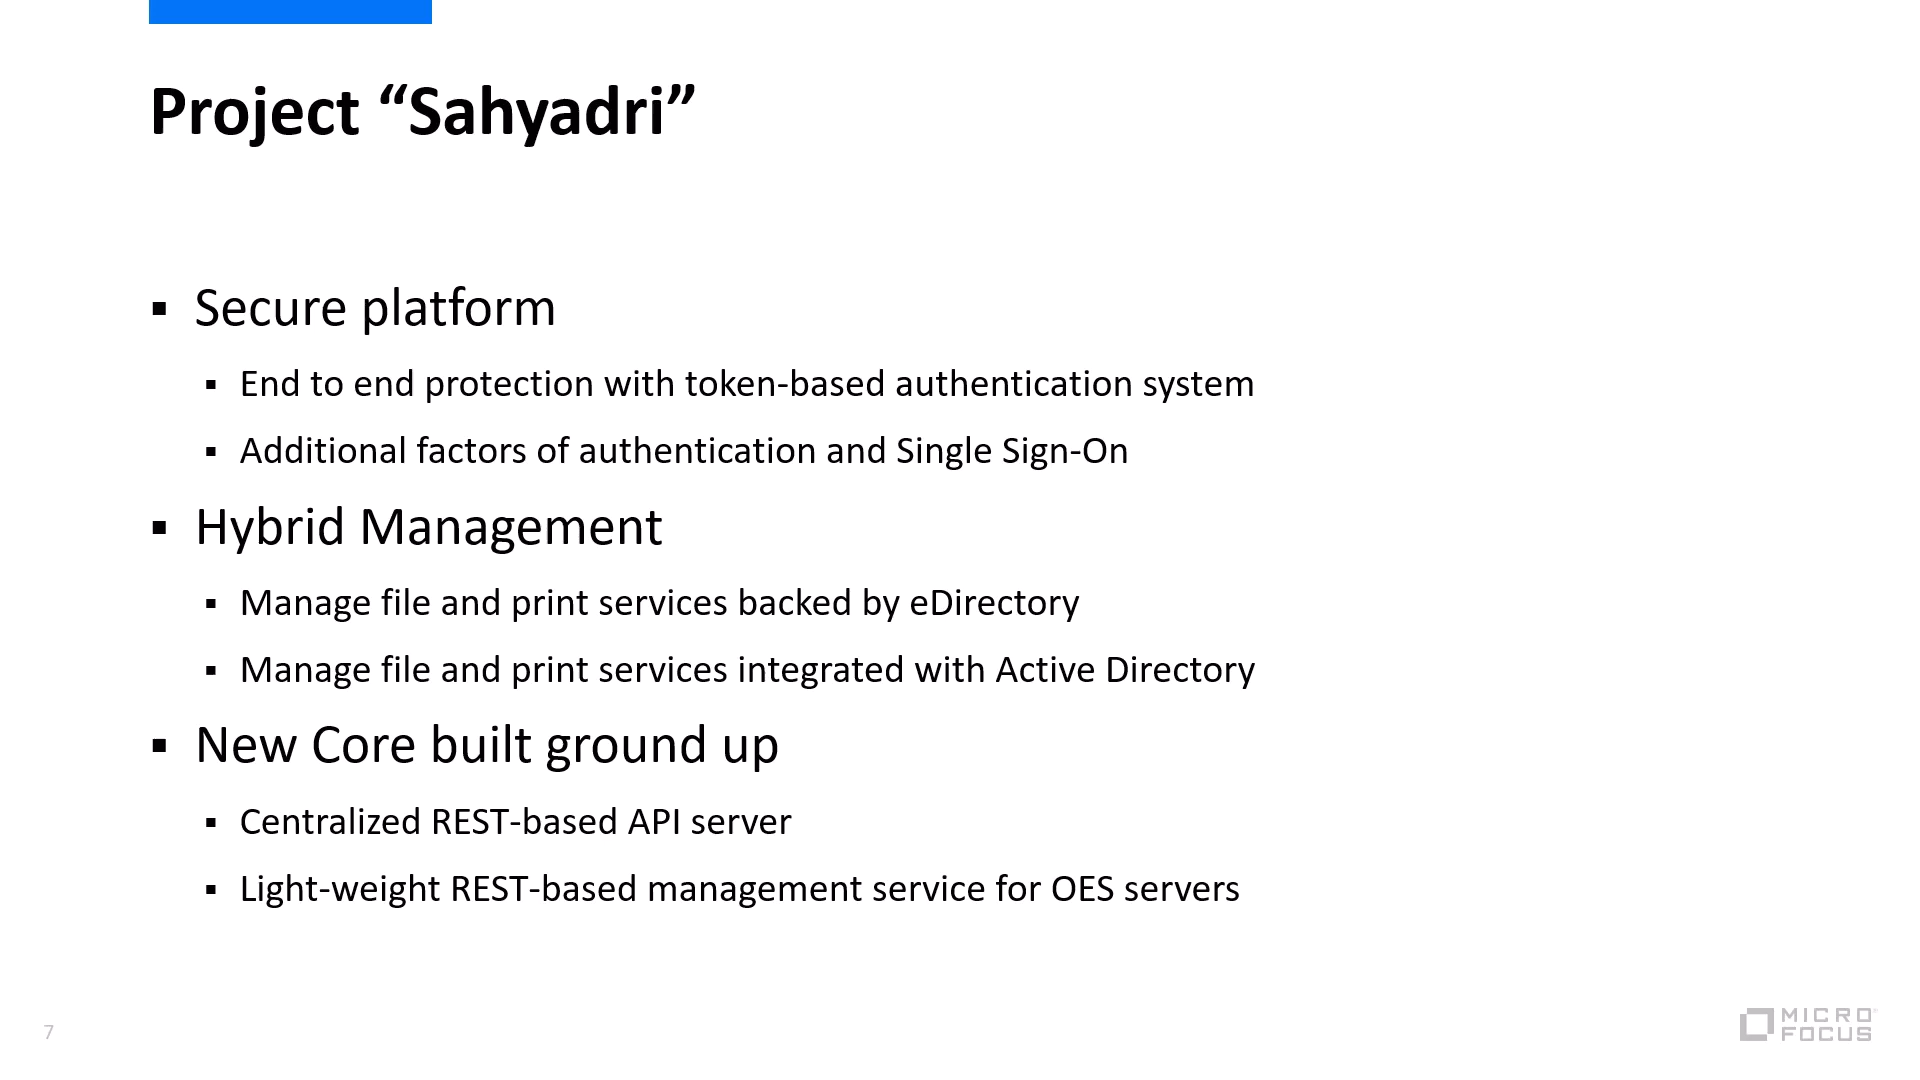 Project “Sahyadri”
▪ Secure platform
▪ End to end protection with token-based authentication system
▪ Additional factors of authentication and Single Sign-On
▪ Hybrid Management
▪ Manage file and print services backed by eDirectory
▪ Manage file and print services integrated with Active Directory
▪ New Core built ground up
▪ Centralized REST-based API server
▪ Light-weight REST-based management service for OES servers
7
MICRO
FOCUS